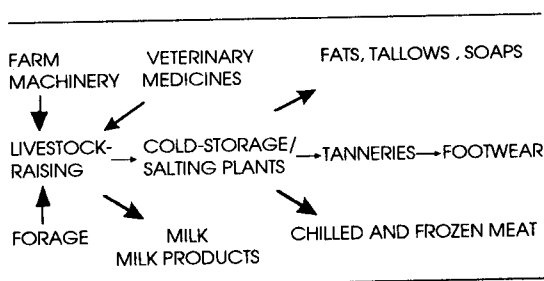 FARM
MACHINERY
VETERINARY
MEDICINES
FATS, TALLOWS , SOAPS
LIVESTOCK-
RAISING
COLD-STORAGE/
SALTING PLANTS
TANNERIES
FOOTWEAR
FORAGE
MILK
MILK PRODUCTS
CHILLED AND FROZEN MEAT